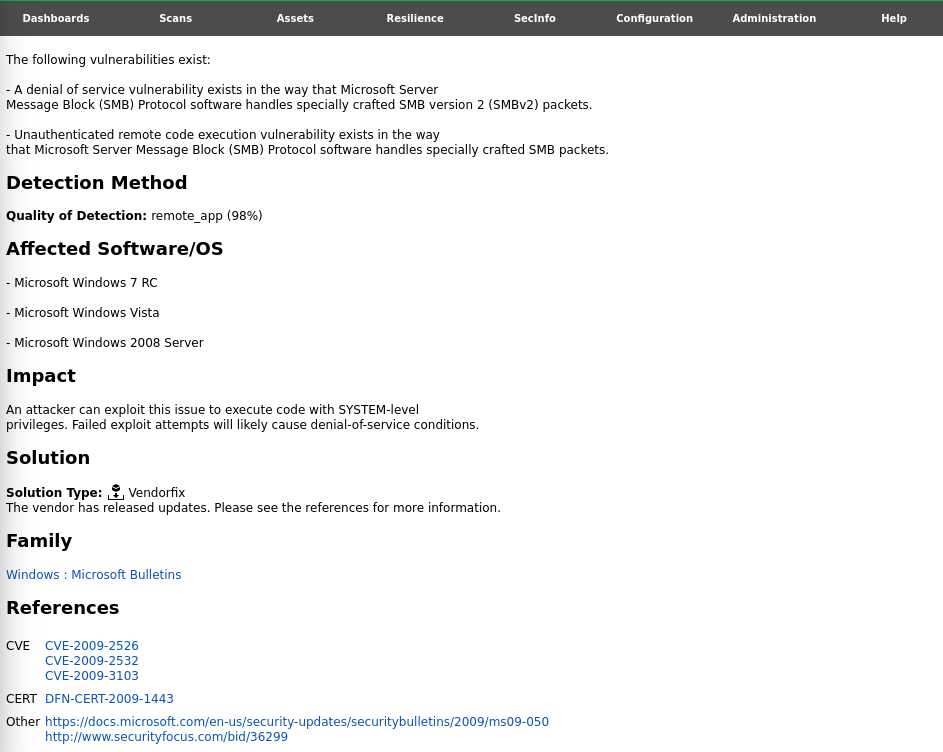 Dashboards Scans Assets Resilience SecInfo Configuration Administration Help
The following vulnerabilities exist:
- A denial of service vulnerability exists in the way that Microsoft Server
Message Block (SMB) Protocol software handles specially crafted SMB version 2 (SMBv2) packets.
- Unauthenticated remote code execution vulnerability exists in the way
that Microsoft Server Message Block (SMB) Protocol software handles specially crafted SMB packets.
Detection Method
Quality of Detection: remote_app (98%)
Affected Software/OS
- Microsoft Windows 7 RC
- Microsoft Windows Vista
- Microsoft Windows 2008 Server
Impact
An attacker can exploit this issue to execute code with SYSTEM-level
privileges. Failed exploit attempts will likely cause denial-of-service conditions.
Solution
Solution Type: Vendorfix
The vendor has released updates. Please see the references for more information.
Family
Windows : Microsoft Bulletins
References
CVE CVE-2009-2526
CVE-2009-2532
CVE-2009-3103
CERT DFN-CERT-2009-1443
Other https://docs.microsoft.com/en-us/security-updates/securitybulletins/2009/ms09-050
http://www.securityfocus.com/bid/36299